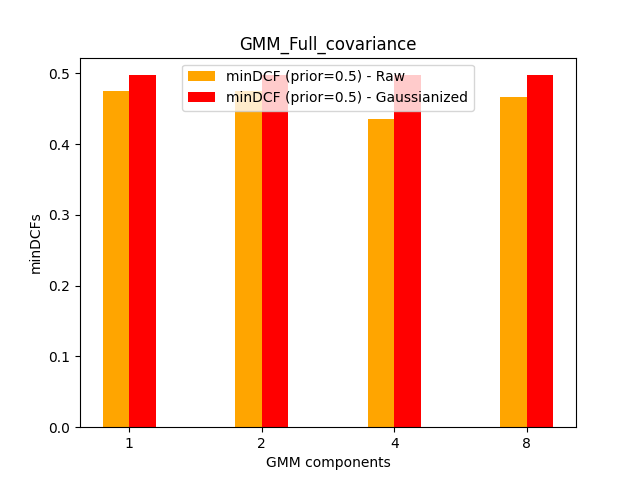 GMM_Full_covariance
minDCF (prior=0.5) - Raw
minDCF (prior=0.5) - Gaussianized
0.5
0.4
0.3
0.2
0.1
0.0
minDCFs
1 2 4 8
GMM components